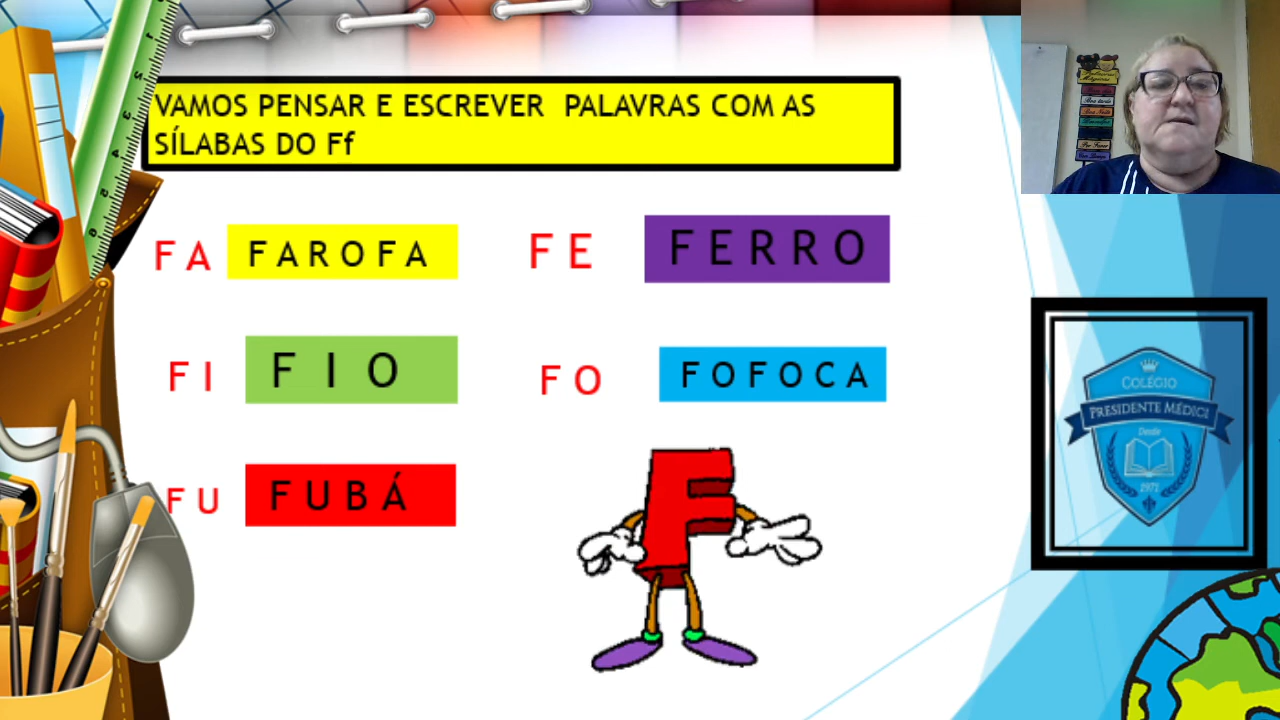 VAMOS PENSAR E ESCREVER PALAVRAS COM AS
SÍLABAS DO Ff
FA FAROFA
FE FERRO
FI FIO
FO FOFOCA
FU FUBÁ
F
COLÉGIO
PRESIDENTE MÉDICI
Desde
1971